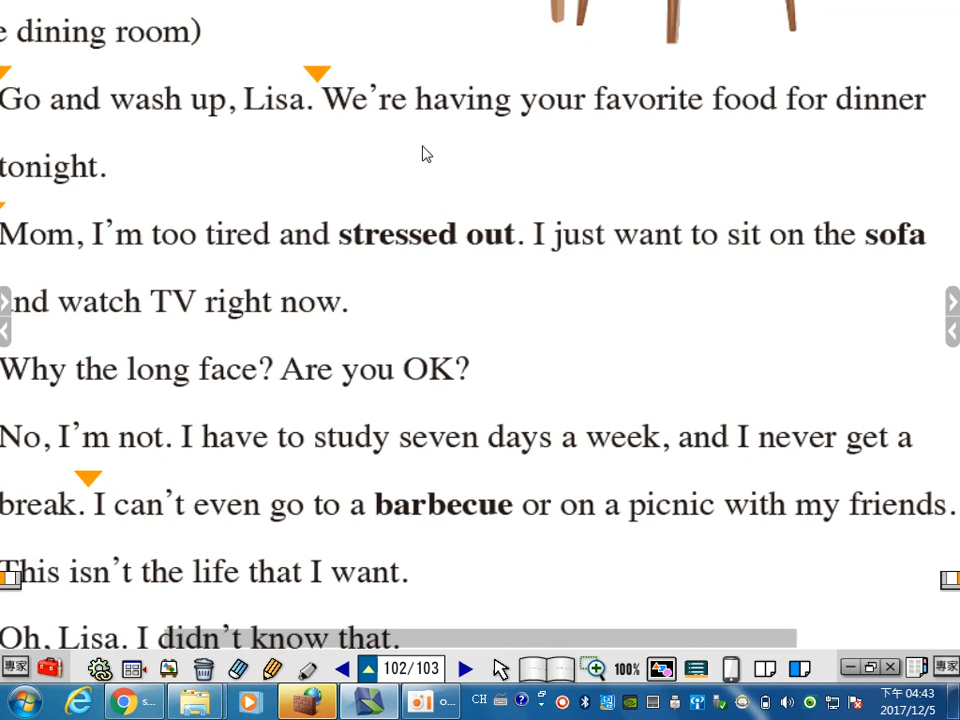 e dining room)
Go and wash up, Lisa. We're having your favorite food for dinner
tonight.
Mom, I'm too tired and stressed out. I just want to sit on the sofa
and watch TV right now.
Why the long face? Are you OK?
No, I'm not. I have to study seven days a week, and I never get a
break. I can't even go to a barbecue or on a picnic with my friends.
This isn't the life that I want.
Oh, Lisa. I didn't know that.
專家 102/103 100% 專家
s... o... CH 下午 04:43
2017/12/5